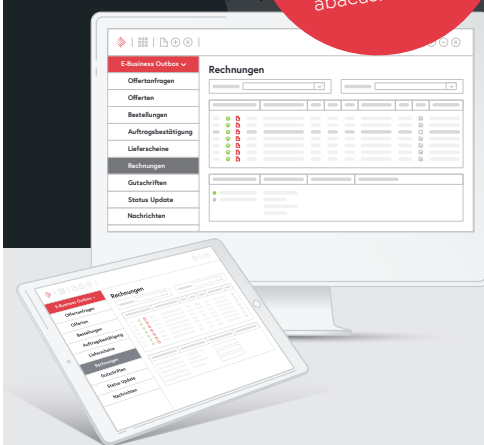 E-Business Outbox
Rechnungen
Offertanfragen
Offerten
Bestellungen
Auftragsbestätigung
Lieferscheine
Rechnungen
Gutschriften
Status Update
Nachrichten
E-Business Outbox
Rechnungen
Offertanfragen
Offerten
Bestellungen
Auftragsbestätigung
Lieferscheine
Rechnungen
Gutschriften
Status Update
Nachrichten